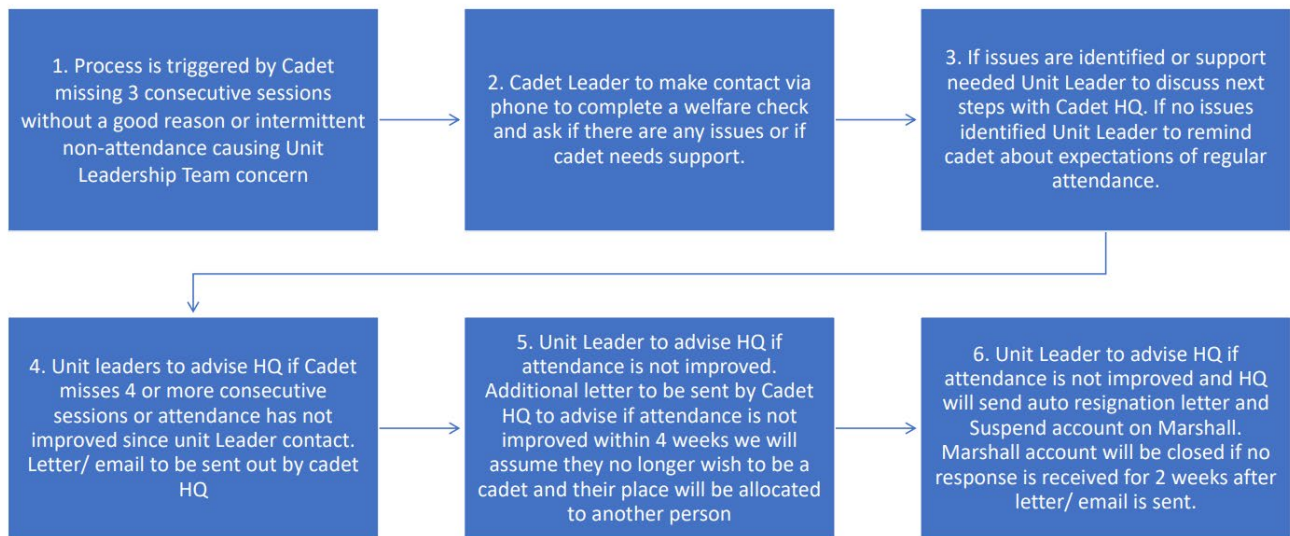 1. Process is triggered by Cadet
missing 3 consecutive sessions
without a good reason or intermittent
non-attendance causing Unit
Leadership Team concern
2. Cadet Leader to make contact via
phone to complete a welfare check
and ask if there are any issues or if
cadet needs support.
3. If issues are identified or support
needed Unit Leader to discuss next
steps with Cadet HQ. If no issues
identified Unit Leader to remind
cadet about expectations of regular
attendance.
4. Unit leaders to advise HQ if Cadet
misses 4 or more consecutive
sessions or attendance has not
improved since unit Leader contact.
Letter/ email to be sent out by cadet
HQ
5. Unit Leader to advise HQ if
attendance is not improved.
Additional letter to be sent by Cadet
HQ to advise if attendance is not
improved within 4 weeks we will
assume they no longer wish to be a
cadet and their place will be allocated
to another person
6. Unit Leader to advise HQ if
attendance is not improved and HQ
will send auto resignation letter and
Suspend account on Marshall.
Marshall account will be closed if no
response is received for 2 weeks after
letter/ email is sent.